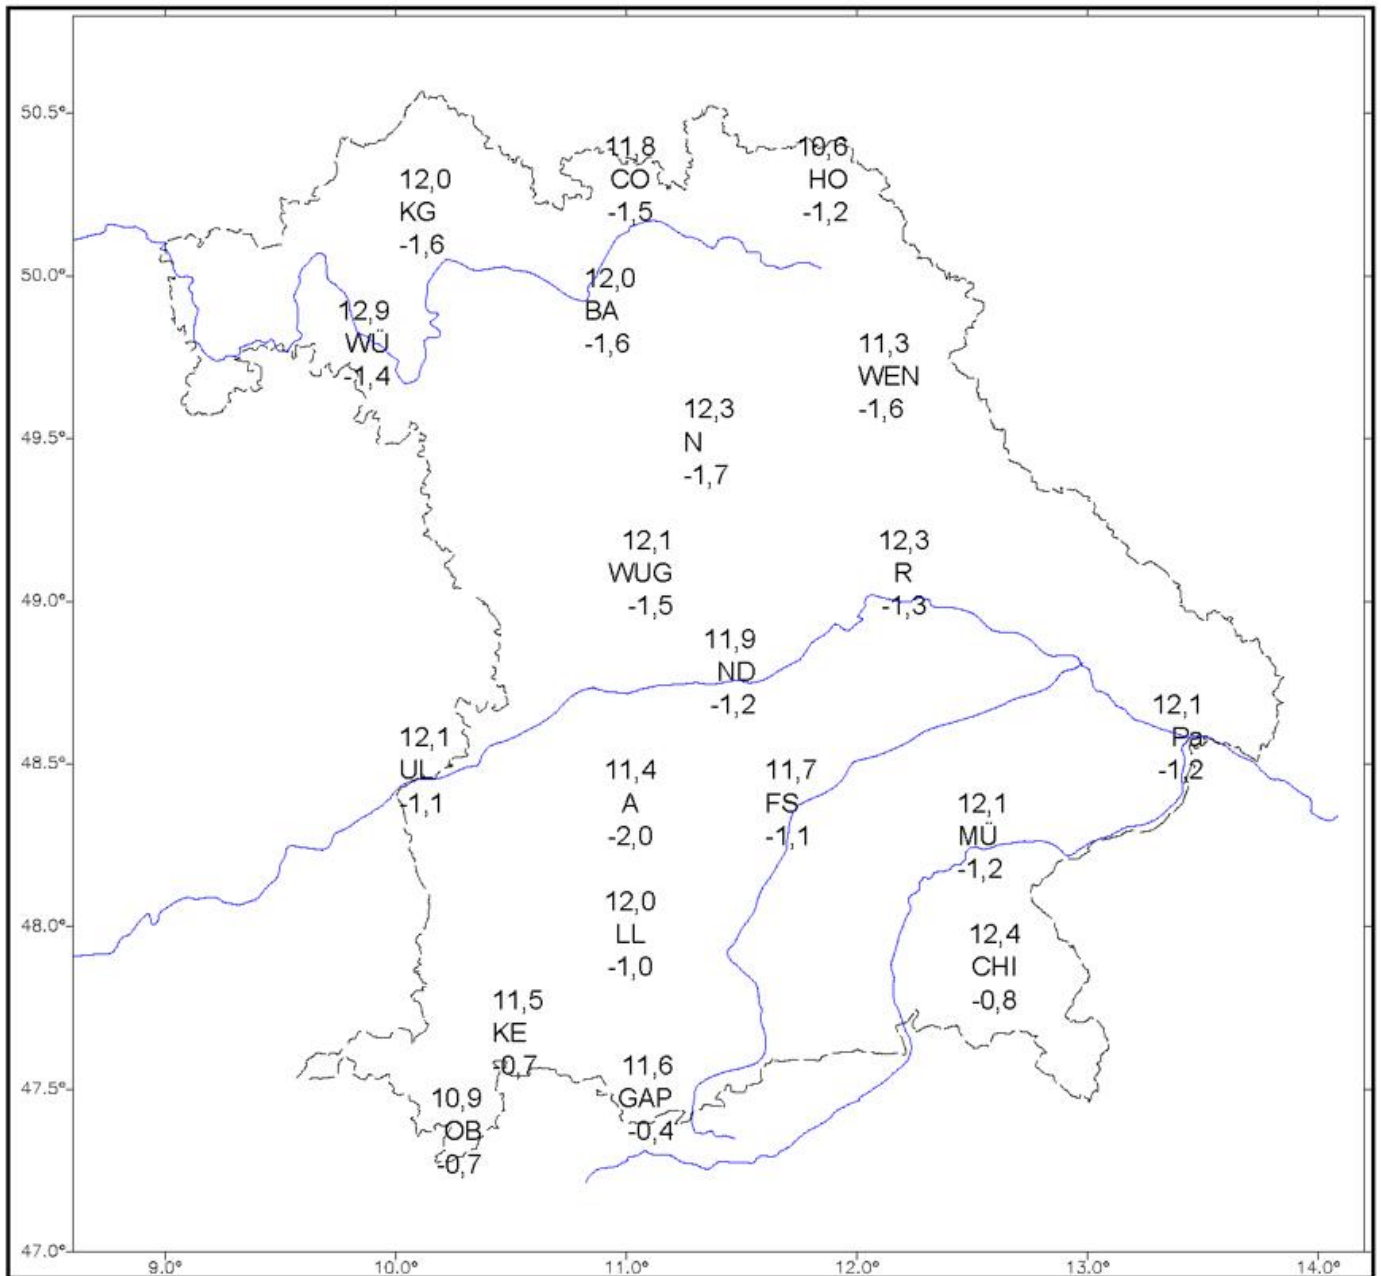 50.5°
11,8
CO
-1,5
10,6
HO
-1,2
12,0
KG
-1,6
50.0°
12,0
BA
-1,6
12,9
WÜ
-1,4
11,3
WEN
-1,6
49.5°
12,3
N
-1,7
12,1
WUG
-1,5
12,3
R
-1,3
49.0°
11,9
ND
-1,2
12,1
Pa
-1,2
12,1
UL
-1,1
48.5°
11,4
A
-2,0
11,7
FS
-1,1
12,1
MÜ
-1,2
12,0
LL
-1,0
48.0°
12,4
CHI
-0,8
11,5
KE
-0,7
11,6
GAP
-0,4
47.5°
10,9
OB
-0,7
47.0°
9.0° 10.0° 11.0° 12.0° 13.0° 14.0°